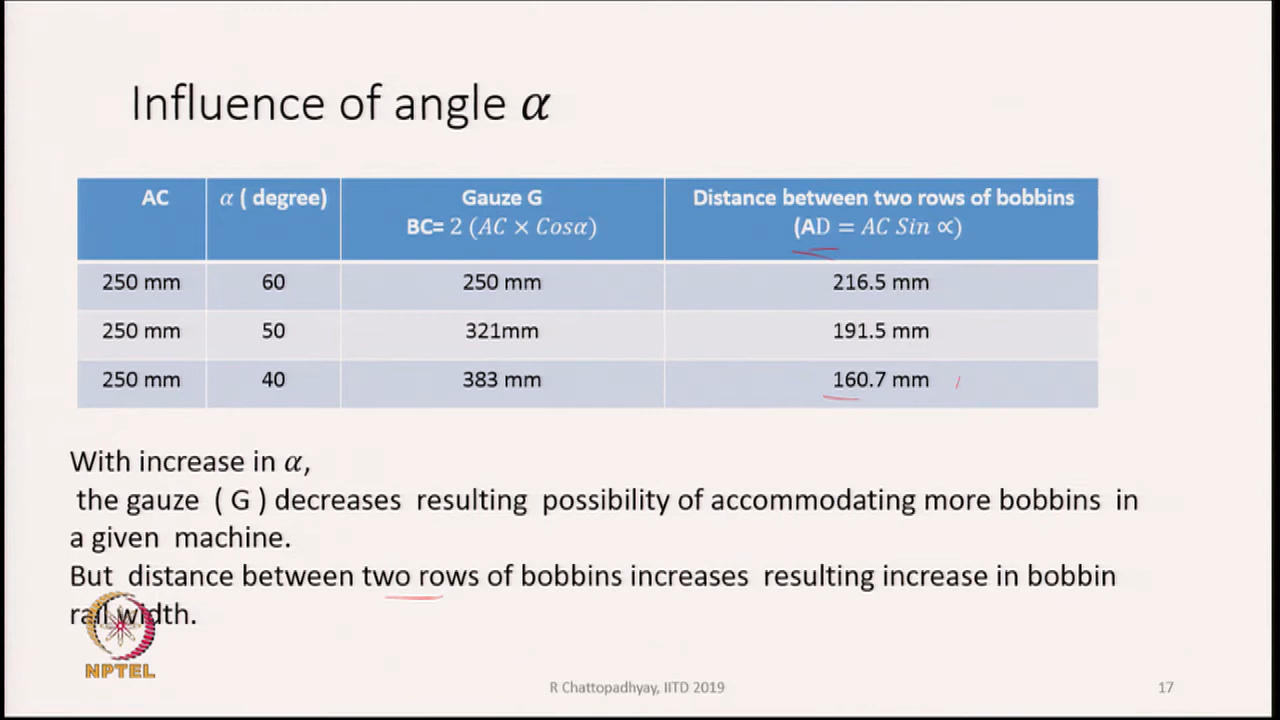 Influence of angle α
AC α ( degree) Gauze G Distance between two rows of bobbins
BC= 2 (AC × Cosα) (AD = AC Sin ∝)
250 mm 60 250 mm 216.5 mm
250 mm 50 321mm 191.5 mm
250 mm 40 383 mm 160.7 mm
With increase in α,
the gauze ( G ) decreases resulting possibility of accommodating more bobbins in
a given machine.
But distance between two rows of bobbins increases resulting increase in bobbin
rail width.
NPTEL
R Chattopadhyay, IITD 2019 17